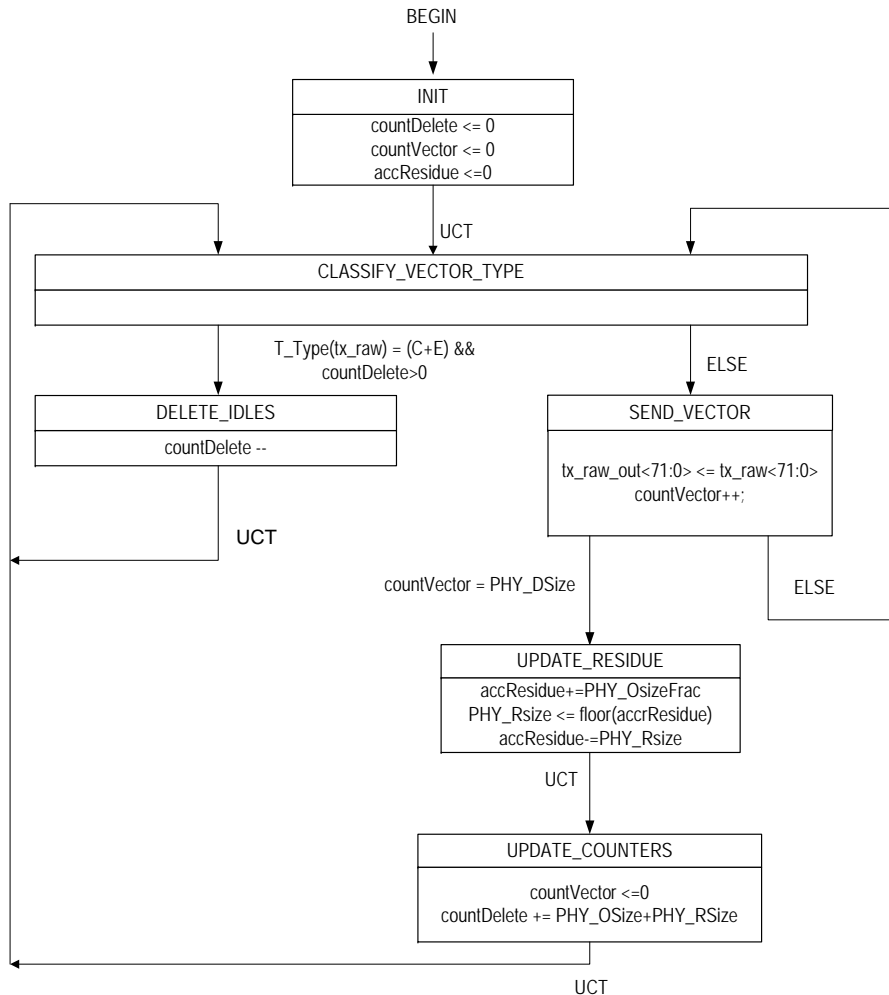 BEGIN
INIT
countDelete <= 0
countVector <= 0
accResidue <=0
UCT
CLASSIFY_VECTOR_TYPE
T_Type(tx_raw) = (C+E) &&
countDelete>0
ELSE
DELETE_IDLES
countDelete --
UCT
SEND_VECTOR
tx_raw_out<71:0> <= tx_raw<71:0>
countVector++;
countVector = PHY_DSize
ELSE
UPDATE_RESIDUE
accResidue+=PHY_OsizeFrac
PHY_Rsize <= floor(accrResidue)
accResidue-=PHY_Rsize
UCT
UPDATE_COUNTERS
countVector <=0
countDelete += PHY_OSize+PHY_RSize
UCT